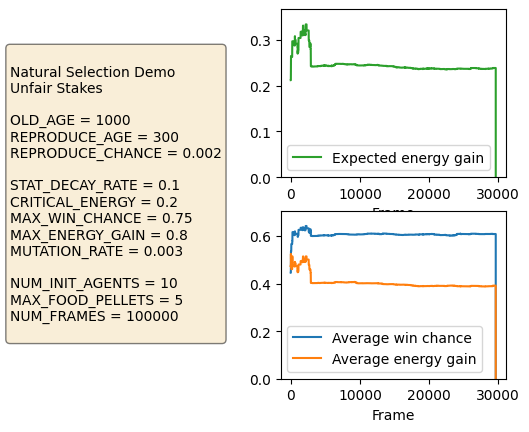 Natural Selection Demo
Unfair Stakes
OLD_AGE = 1000
REPRODUCE_AGE = 300
REPRODUCE_CHANCE = 0.002
STAT_DECAY_RATE = 0.1
CRITICAL_ENERGY = 0.2
MAX_WIN_CHANCE = 0.75
MAX_ENERGY_GAIN = 0.8
MUTATION_RATE = 0.003
NUM_INIT_AGENTS = 10
MAX_FOOD_PELLETS = 5
NUM_FRAMES = 100000
0.3
0.2
0.1
0.0
Expected energy gain
0 10000 20000 30000
Frame
0.6
0.4
0.2
0.0
Average win chance
Average energy gain
0 10000 20000 30000
Frame